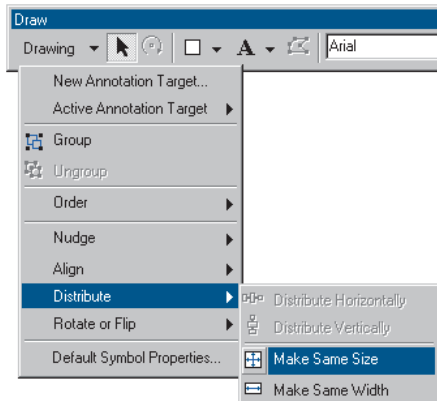 Draw
Drawing A Arial
New Annotation Target...
Active Annotation Target
Group
Ungroup
Order
Nudge
Align
Distribute
Distribute Horizontally
Rotate or Flip
Distribute Vertically
Default Symbol Properties...
Make Same Size
Make Same Width